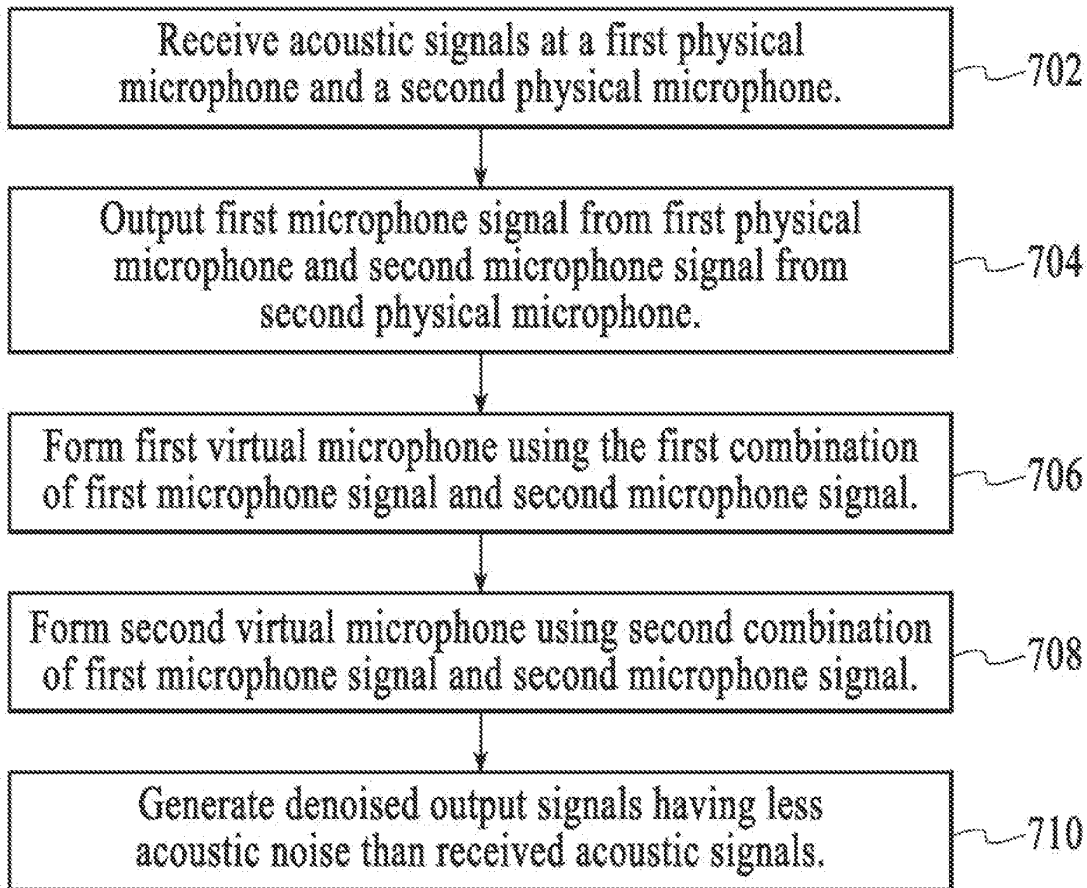 Receive acoustic signals at a first physical
microphone and a second physical microphone.
702
Output first microphone signal from first physical
microphone and second microphone signal from
second physical microphone.
704
Form first virtual microphone using the first combination
of first microphone signal and second microphone signal.
706
Form second virtual microphone using second combination
of first microphone signal and second microphone signal.
708
Generate denoised output signals having less
acoustic noise than received acoustic signals.
710